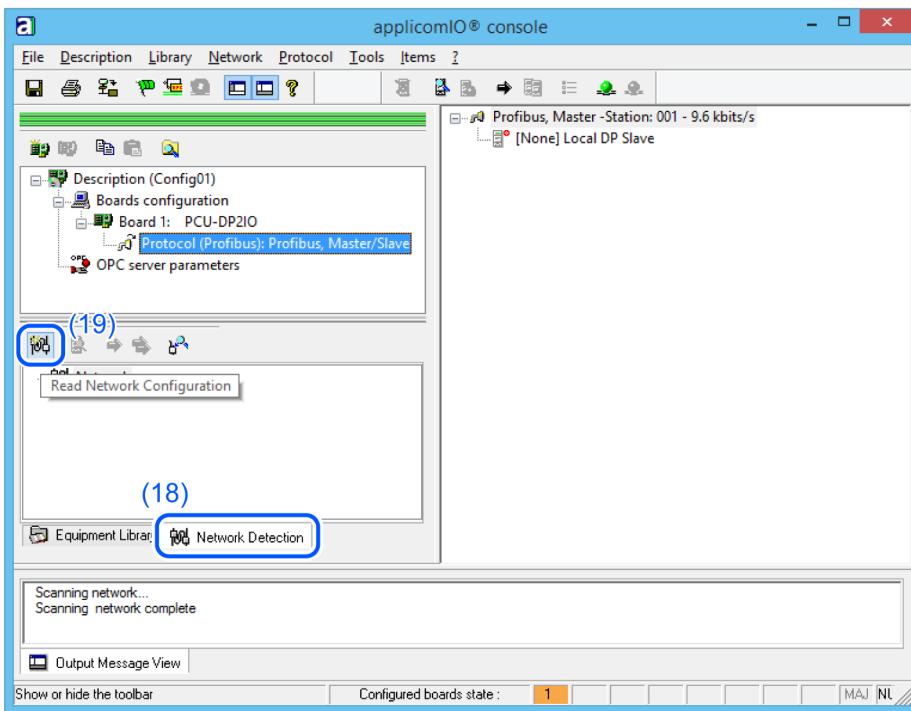 applicomIO® console
File Description Library Network Protocol Tools Items ?
Description (Config01)
Boards configuration
Board 1: PCU-DP2IO
Protocol (Profibus): Profibus, Master/Slave
OPC server parameters
(19)
Read Network Configuration
(18)
Equipment Librar
Network Detection
Profibus, Master -Station: 001 - 9.6 kbits/s
[None] Local DP Slave
Scanning network...
Scanning network complete
Output Message View
Show or hide the toolbar
Configured boards state :
1
MAJ